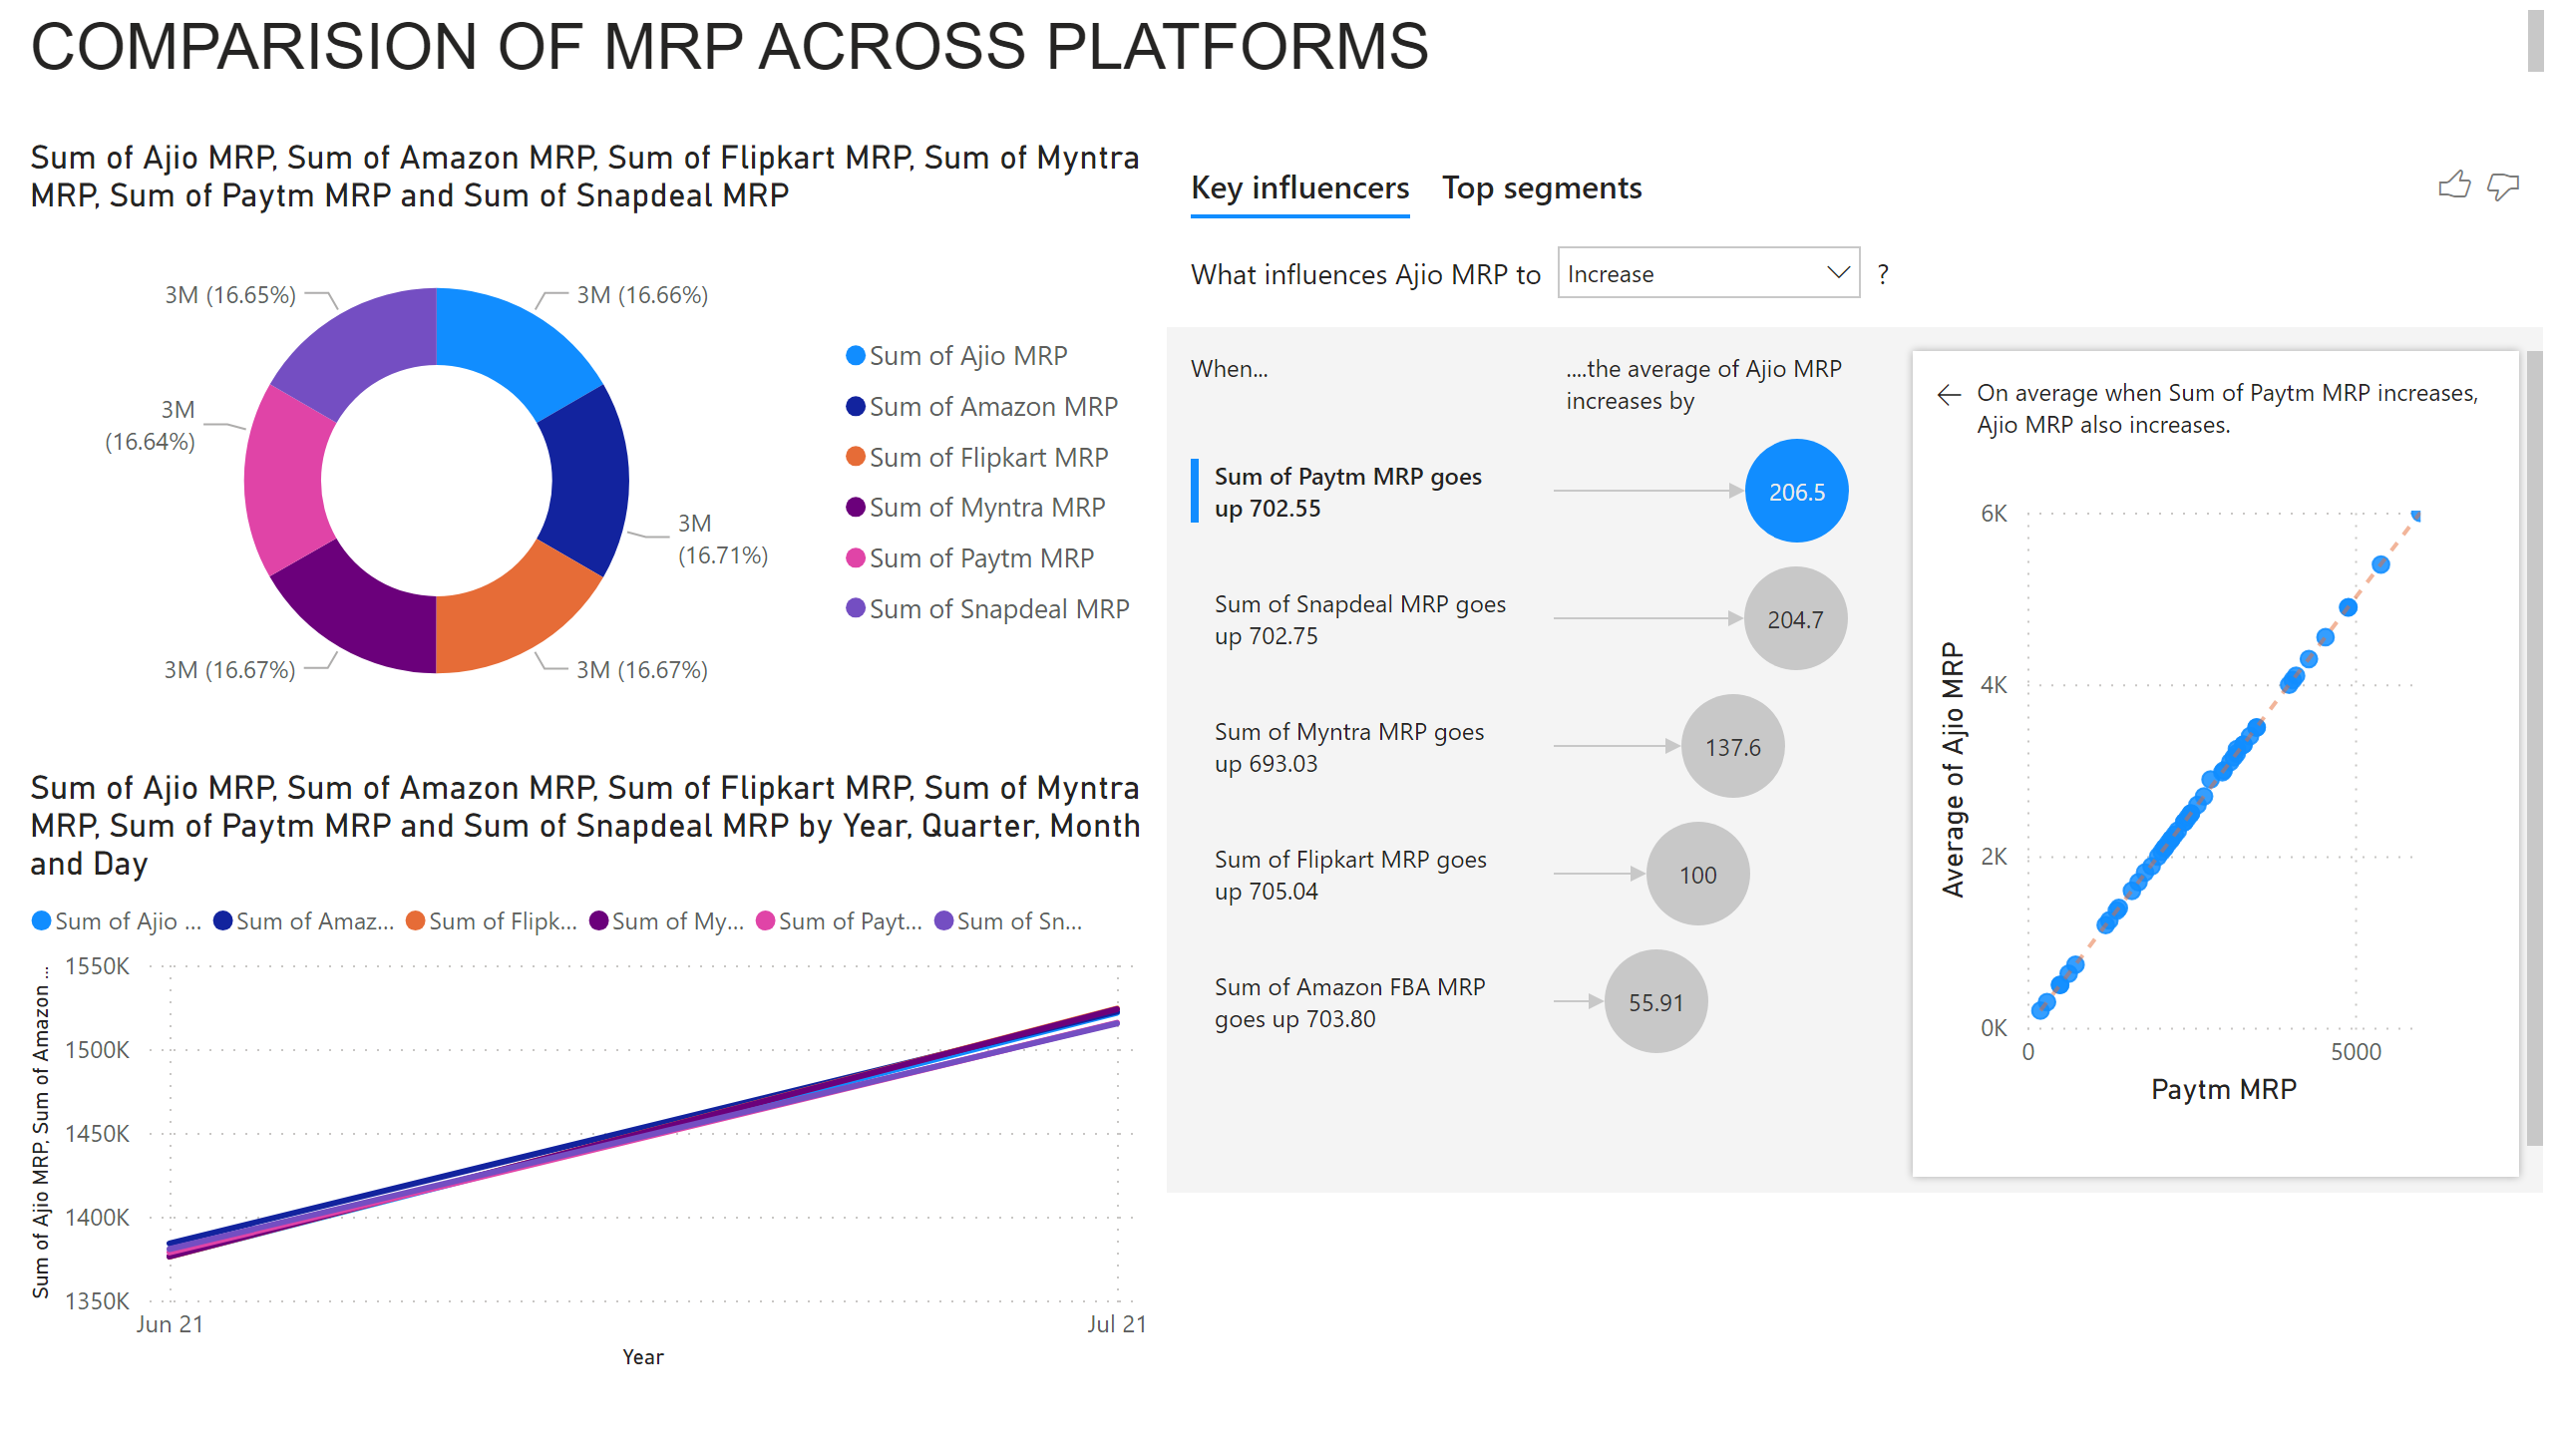 COMPARISION OF MRP ACROSS PLATFORMS
Sum of Ajio MRP, Sum of Amazon MRP, Sum of Flipkart MRP, Sum of Myntra
MRP, Sum of Paytm MRP and Sum of Snapdeal MRP
3M (16.65%)
3M (16.66%)
3M
(16.64%)
3M
(16.71%)
3M (16.67%)
3M (16.67%)
Sum of Ajio MRP
Sum of Amazon MRP
Sum of Flipkart MRP
Sum of Myntra MRP
Sum of Paytm MRP
Sum of Snapdeal MRP
Sum of Ajio MRP, Sum of Amazon MRP, Sum of Flipkart MRP, Sum of Myntra
MRP, Sum of Paytm MRP and Sum of Snapdeal MRP by Year, Quarter, Month
and Day
Sum of Ajio ... Sum of Amaz... Sum of Flipk... Sum of My... Sum of Payt... Sum of Sn...
Sum of Ajio MRP, Sum of Amazon ...
1550K
1500K
1450K
1400K
1350K
Jun 21
Jul 21
Year
Key influencers Top segments
What influences Ajio MRP to Increase ?
When...
....the average of Ajio MRP
increases by
Sum of Paytm MRP goes
up 702.55
206.5
Sum of Snapdeal MRP goes
up 702.75
204.7
Sum of Myntra MRP goes
up 693.03
137.6
Sum of Flipkart MRP goes
up 705.04
100
Sum of Amazon FBA MRP
goes up 703.80
55.91
On average when Sum of Paytm MRP increases,
Ajio MRP also increases.
Average of Ajio MRP
6K
4K
2K
0K
0
5000
Paytm MRP